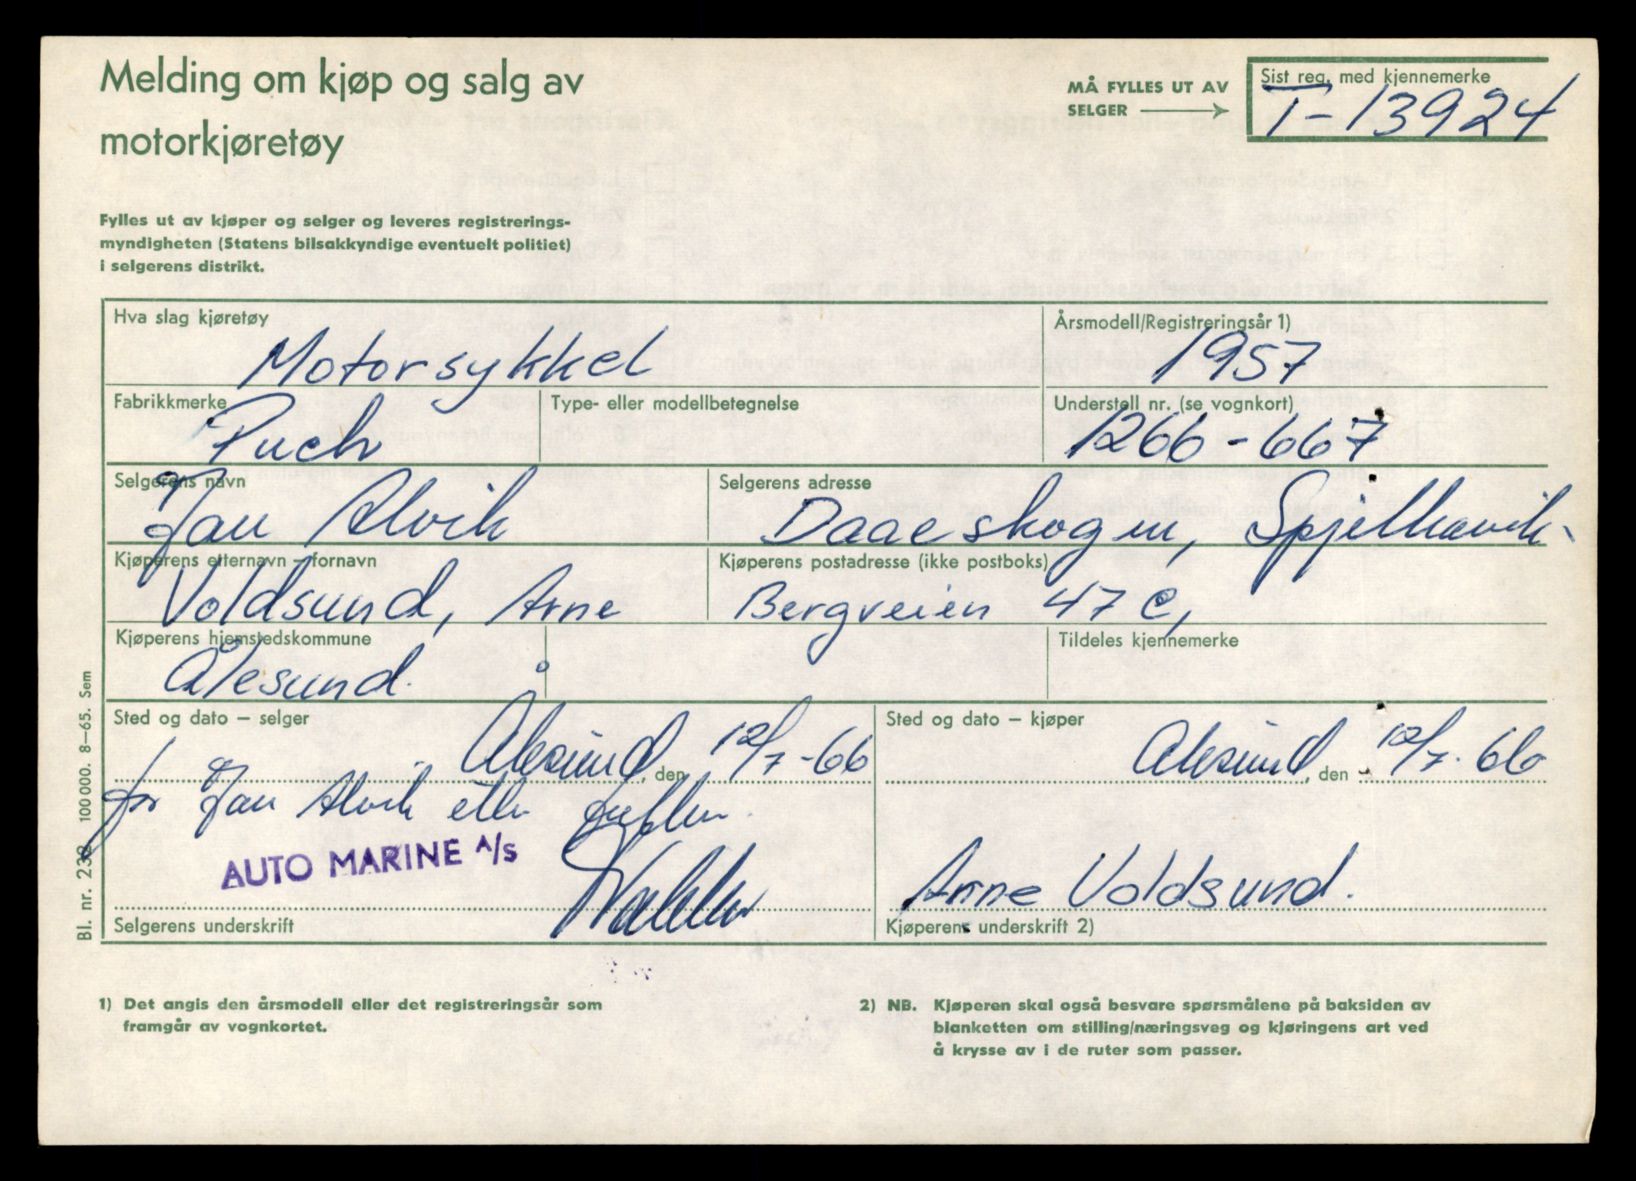 Melding om kjøp og salg av
motorkjøretøy
MÅ FYLLES UT AV
SELGER
Sist reg. med kjennemerke
T-13924
Fylles ut av kjøper og selger og leveres registrerings-
myndigheten (Statens bilsakkyndige eventuelt politiet)
i selgerens distrikt.
Hva slag kjøretøy
Motorsykkel
Årsmodell/Registreringsår 1)
1957
Fabrikkmerke
Puch
Type- eller modellbetegnelse
Understell nr. (se vognkort)
1266-667
Selgerens navn
Jan Alvik
Selgerens adresse
Daaeskogen, Spjelkavik.
Kjøperens etternavn – fornavn
Voldsund, Arne
Kjøperens postadresse (ikke postboks)
Bergveien 47 C,
Kjøperens hjemstedskommune
Ålesund.
Tildeles kjennemerke
Sted og dato – selger
Ålesund, den 12/7-66
Sted og dato – kjøper
Ålesund, den 12/7-66
for Jan Alvik etter
AUTO MARINE A/S
Selgerens underskrift
Arne Voldsund.
Kjøperens underskrift 2)
Bl. nr. 232 100 000. 8–65. Sem
1) Det angis den årsmodell eller det registreringsår som
framgår av vognkortet.
2) NB. Kjøperen skal også besvare spørsmålene på baksiden av
blanketten om stilling/næringsveg og kjøringens art ved
å krysse av i de ruter som passer.